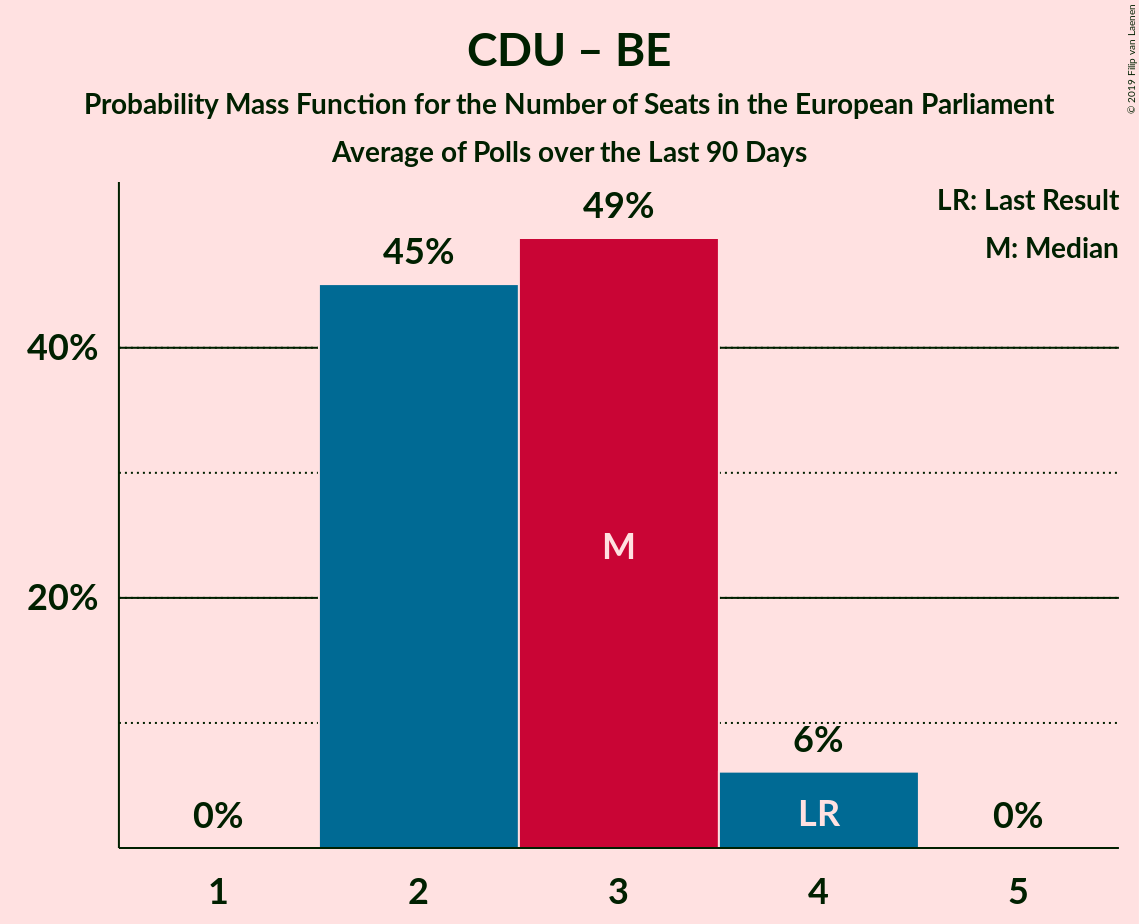 CDU – BE
Probability Mass Function for the Number of Seats in the European Parliament
Average of Polls over the Last 90 Days
© 2019 Filip van Laenen
LR: Last Result
M: Median
49%
45%
40%
M
20%
6%
LR
0%
0%
1 2 3 4 5